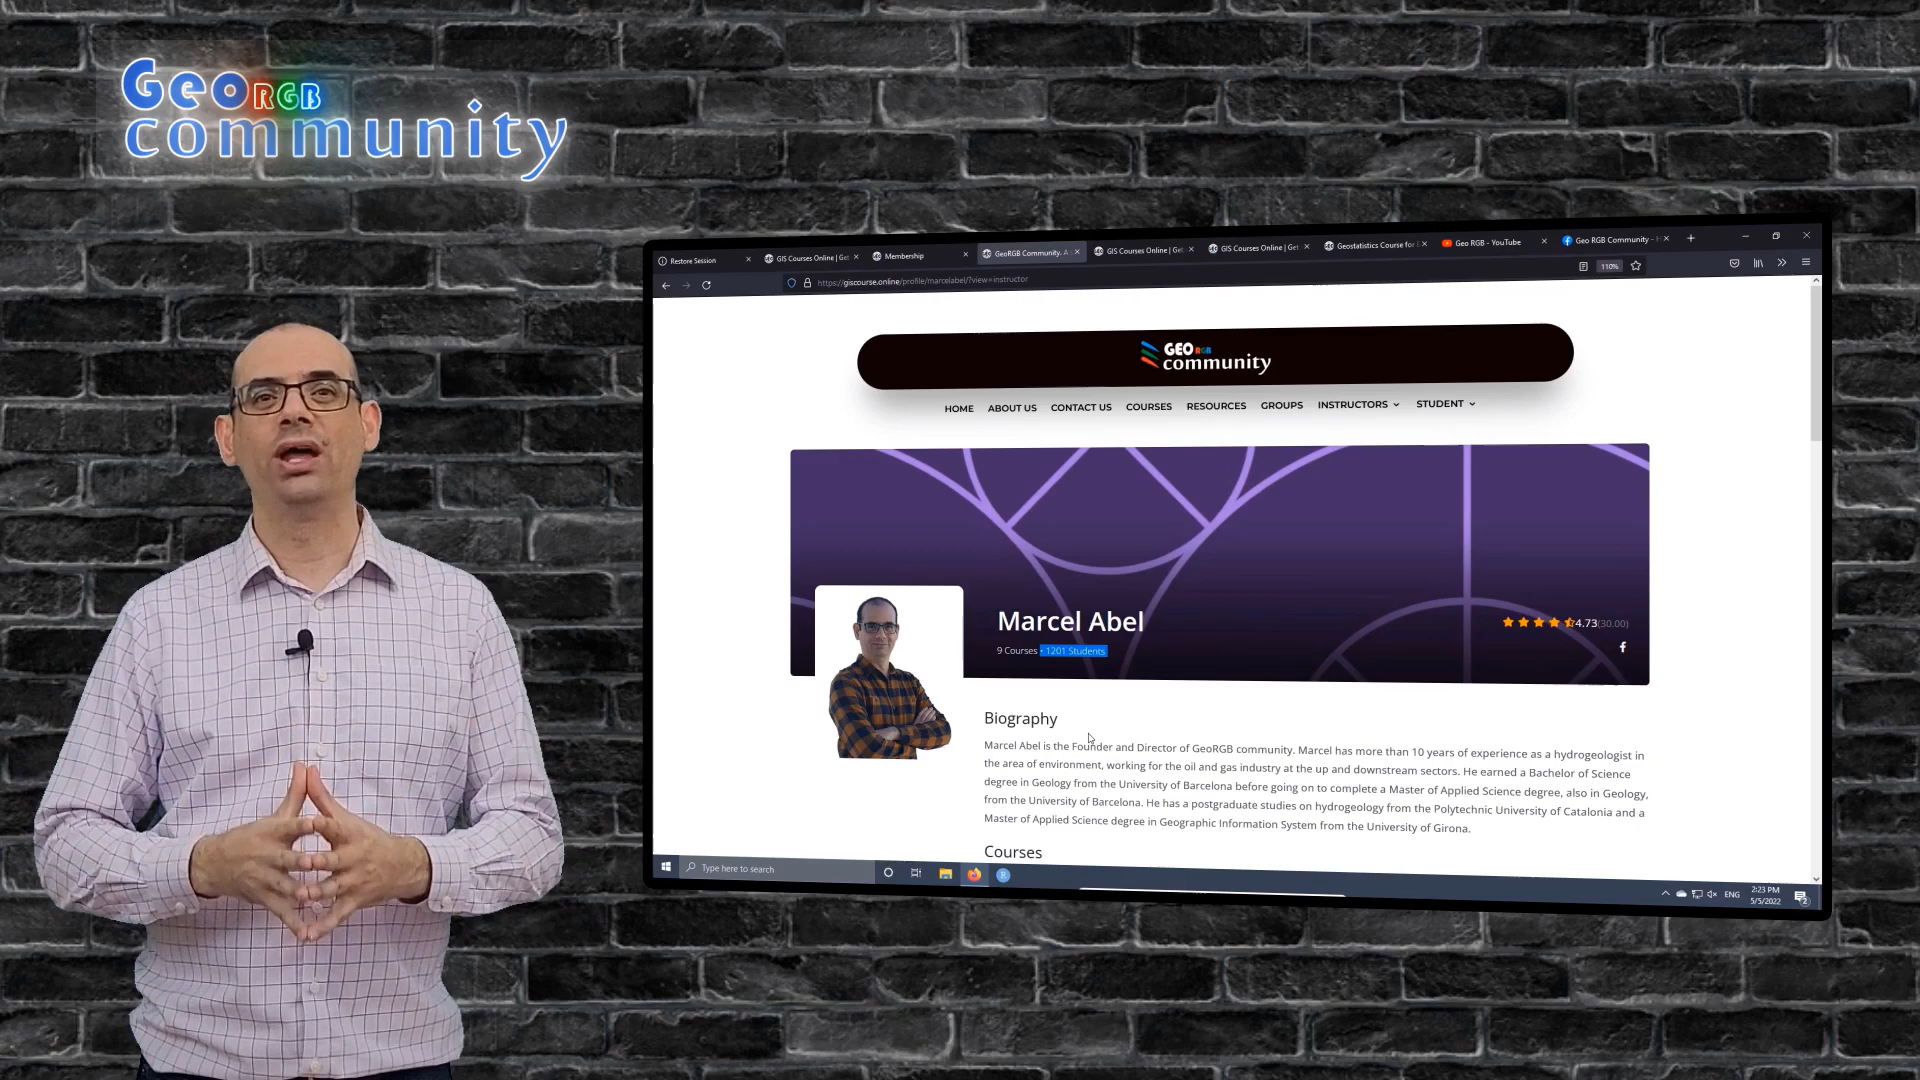 GeoRGB
community
Restore Session
GIS Courses Online | Get
Membership
GeoRGB Community. A
GIS Courses Online | Get
GIS Courses Online | Get
Geostatistics Course for E
Geo RGB - YouTube
Geo RGB Community - H
https://giscourse.online/profile/marcelabel/?view=instructor
110%
GEORGB
community
HOME ABOUT US CONTACT US COURSES RESOURCES GROUPS INSTRUCTORS STUDENT
Marcel Abel
9 Courses • 1201 Students
4.73(30.00)
Biography
Marcel Abel is the Founder and Director of GeoRGB community. Marcel has more than 10 years of experience as a hydrogeologist in
the area of environment, working for the oil and gas industry at the up and downstream sectors. He earned a Bachelor of Science
degree in Geology from the University of Barcelona before going on to complete a Master of Applied Science degree, also in Geology,
from the University of Barcelona. He has a postgraduate studies on hydrogeology from the Polytechnic University of Catalonia and a
Master of Applied Science degree in Geographic Information System from the University of Girona.
Courses
Type here to search
R
ENG
2:23 PM
5/5/2022
2